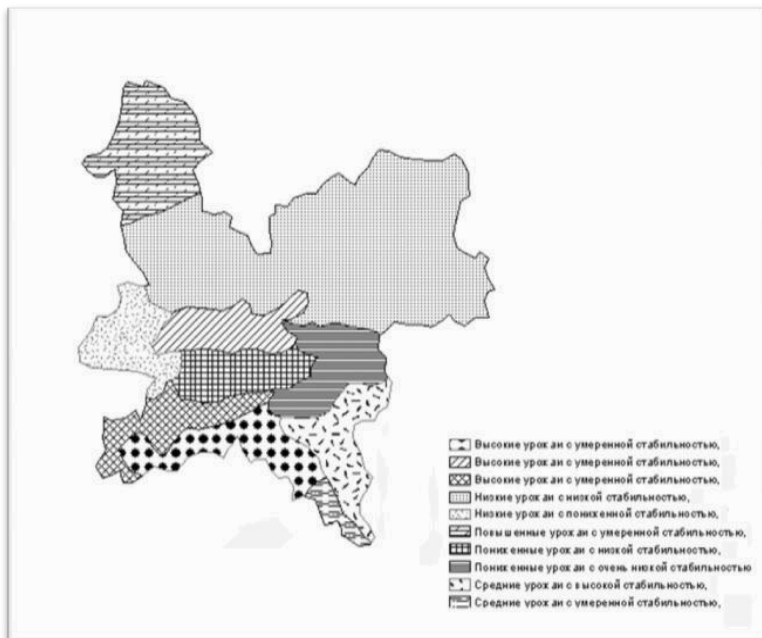 Высокие урожаи с умеренной стабильностью,
Высокие урожаи с умеренной стабильностью,
Высокие урожаи с умеренной стабильностью,
Низкие урожаи с низкой стабильностью,
Низкие урожаи с пониженной стабильностью,
Повышенные урожаи с умеренной стабильностью,
Пониженные урожаи с низкой стабильностью,
Пониженные урожаи с очень низкой стабильностью
Средние урожаи с высокой стабильностью,
Средние урожаи с умеренной стабильностью,